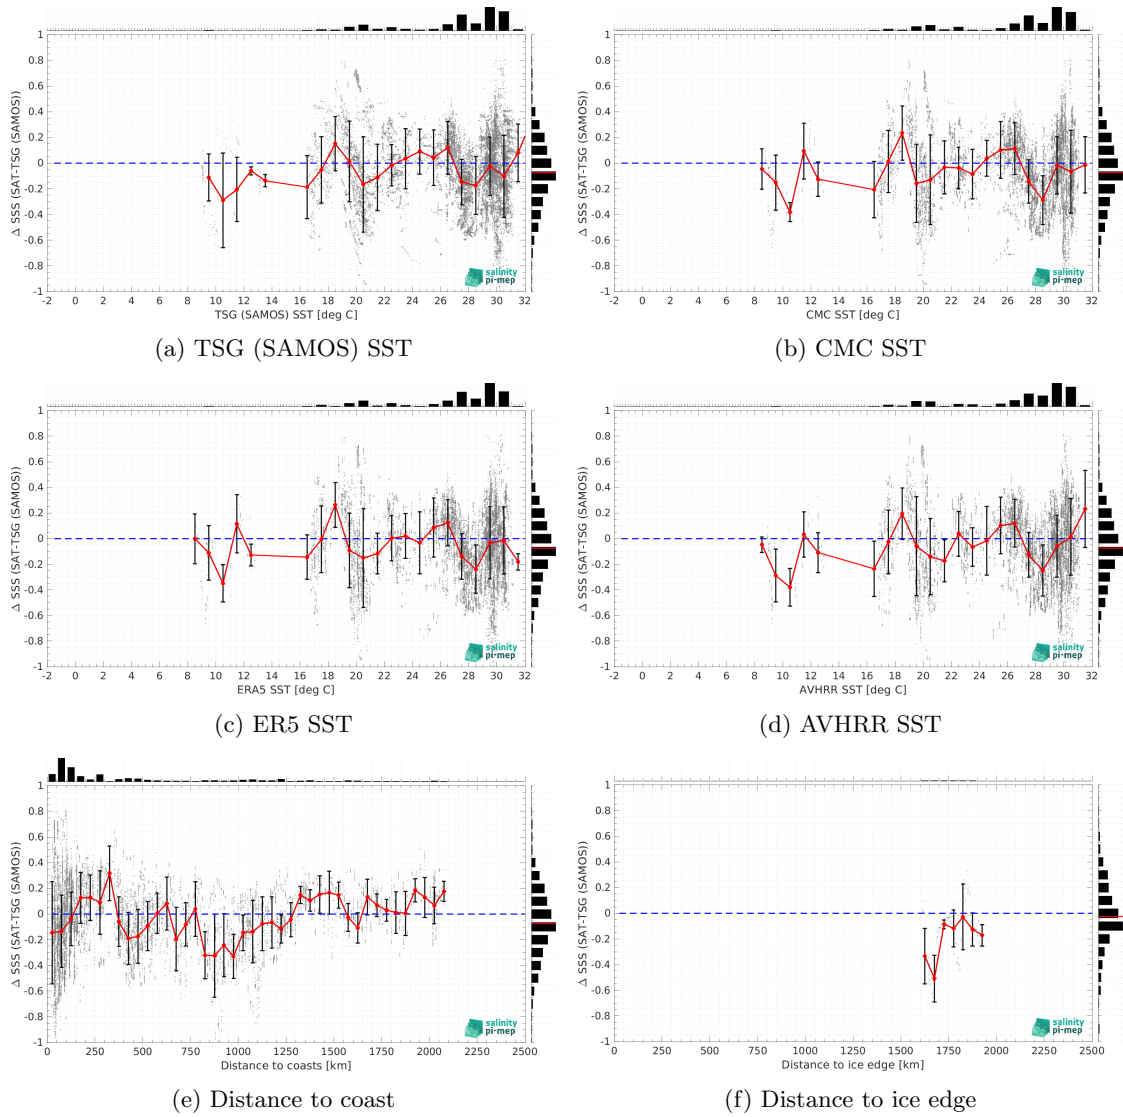 1
0.8
0.6
0.4
0.2
0
-0.2
-0.4
-0.6
-0.8
-1
Δ SSS (SAT-TSG (SAMOS))
-2 0 2 4 6 8 10 12 14 16 18 20 22 24 26 28 30 32
TSG (SAMOS) SST [deg C]
salinity
pi-mep
(a) TSG (SAMOS) SST
1
0.8
0.6
0.4
0.2
0
-0.2
-0.4
-0.6
-0.8
-1
Δ SSS (SAT-TSG (SAMOS))
-2 0 2 4 6 8 10 12 14 16 18 20 22 24 26 28 30 32
CMC SST [deg C]
salinity
pi-mep
(b) CMC SST
1
0.8
0.6
0.4
0.2
0
-0.2
-0.4
-0.6
-0.8
-1
Δ SSS (SAT-TSG (SAMOS))
-2 0 2 4 6 8 10 12 14 16 18 20 22 24 26 28 30 32
ERA5 SST [deg C]
salinity
pi-mep
(c) ER5 SST
1
0.8
0.6
0.4
0.2
0
-0.2
-0.4
-0.6
-0.8
-1
Δ SSS (SAT-TSG (SAMOS))
-2 0 2 4 6 8 10 12 14 16 18 20 22 24 26 28 30 32
AVHRR SST [deg C]
salinity
pi-mep
(d) AVHRR SST
1
0.8
0.6
0.4
0.2
0
-0.2
-0.4
-0.6
-0.8
-1
Δ SSS (SAT-TSG (SAMOS))
0 250 500 750 1000 1250 1500 1750 2000 2250 2500
Distance to coasts [km]
salinity
pi-mep
(e) Distance to coast
1
0.8
0.6
0.4
0.2
0
-0.2
-0.4
-0.6
-0.8
-1
Δ SSS (SAT-TSG (SAMOS))
0 250 500 750 1000 1250 1500 1750 2000 2250 2500
Distance to ice edge [km]
salinity
pi-mep
(f) Distance to ice edge